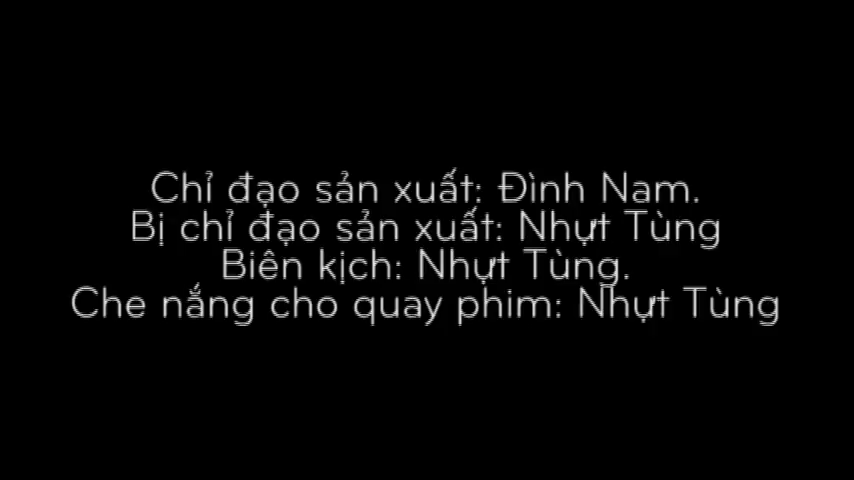 Chỉ đạo sản xuất: Đình Nam.
Bị chỉ đạo sản xuất: Nhựt Tùng
Biên kịch: Nhựt Tùng.
Che nắng cho quay phim: Nhựt Tùng